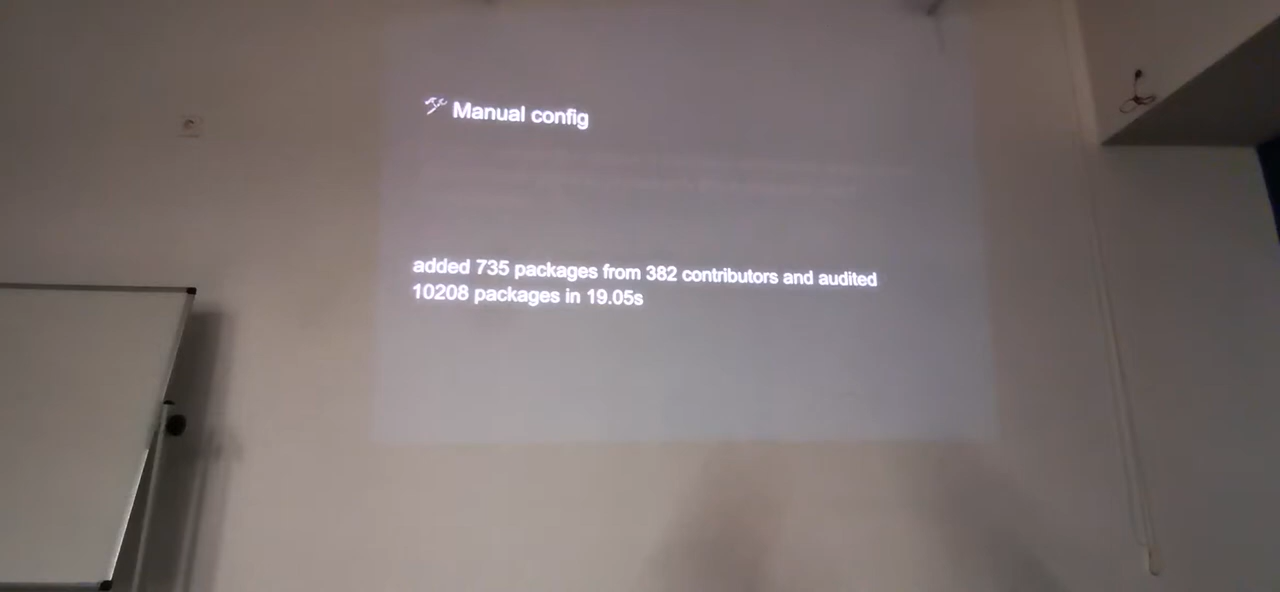 🛠 Manual config
added 735 packages from 382 contributors and audited
10208 packages in 19.05s